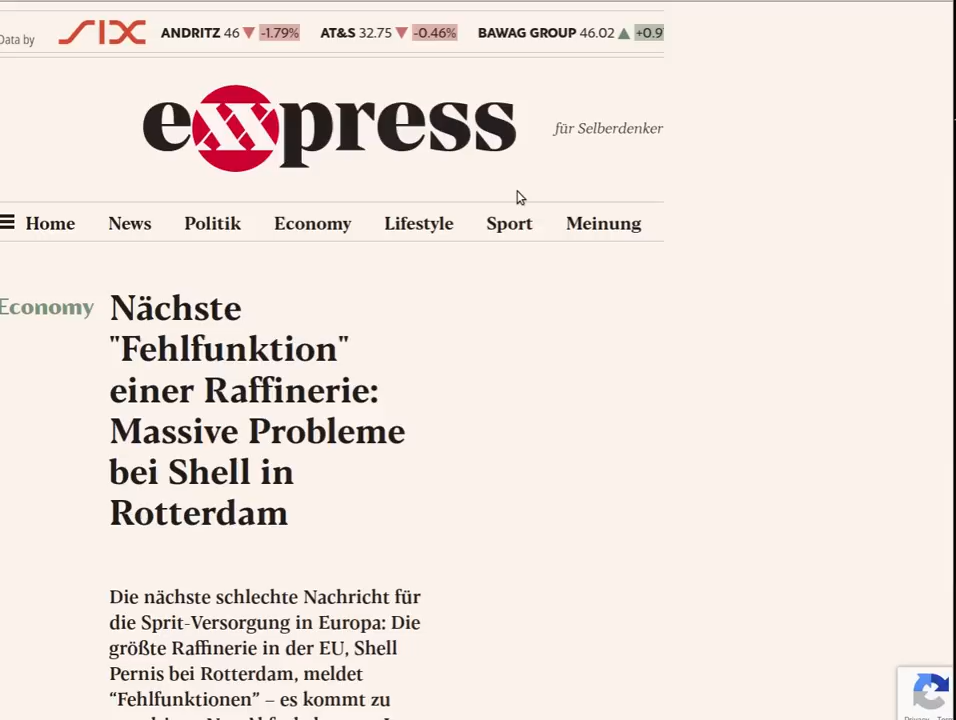 Data by SIX ANDRITZ 46 -1.79% AT&S 32.75 -0.46% BAWAG GROUP 46.02 +0.9
exxpress
für Selberdenker
Home News Politik Economy Lifestyle Sport Meinung
Economy
Nächste
"Fehlfunktion"
einer Raffinerie:
Massive Probleme
bei Shell in
Rotterdam
Die nächste schlechte Nachricht für
die Sprit-Versorgung in Europa: Die
größte Raffinerie in der EU, Shell
Pernis bei Rotterdam, meldet
“Fehlfunktionen” – es kommt zu